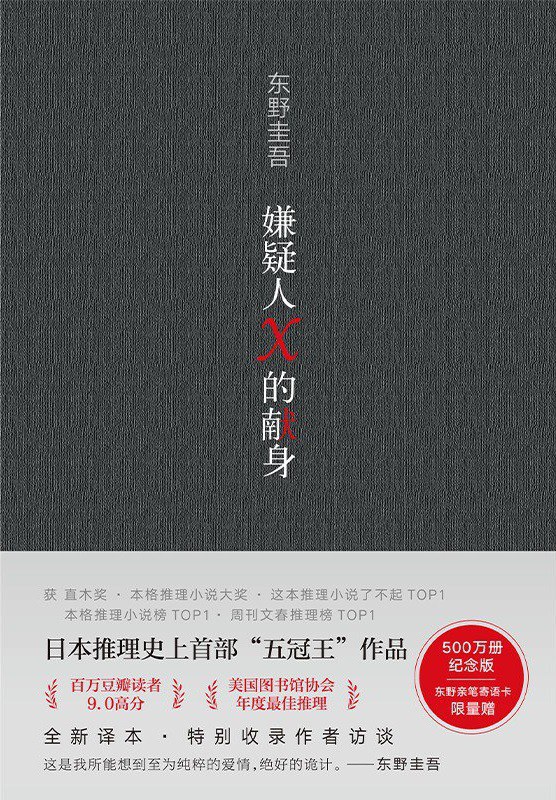 东野圭吾
嫌疑人X的献身
获 直木奖 · 本格推理小说大奖 · 这本推理小说了不起 TOP1
本格推理小说榜 TOP1 · 周刊文春推理榜 TOP1
日本推理史上首部“五冠王”作品
百万豆瓣读者
9.0高分
美国图书馆协会
年度最佳推理
500万册
纪念版
东野亲笔寄语卡
限量赠
全新译本 · 特别收录作者访谈
这是我所能想到至为纯粹的爱情，绝好的诡计。——东野圭吾